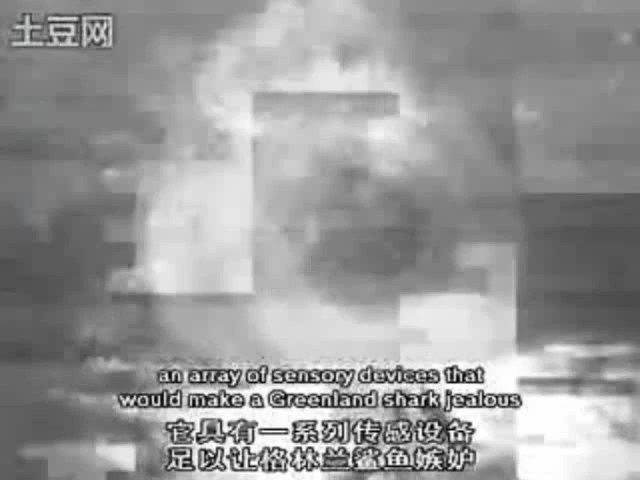 土豆网
an array of sensory devices that
would make a Greenland shark jealous
它具有一系列传感设备
足以让格林兰鲨鱼嫉妒